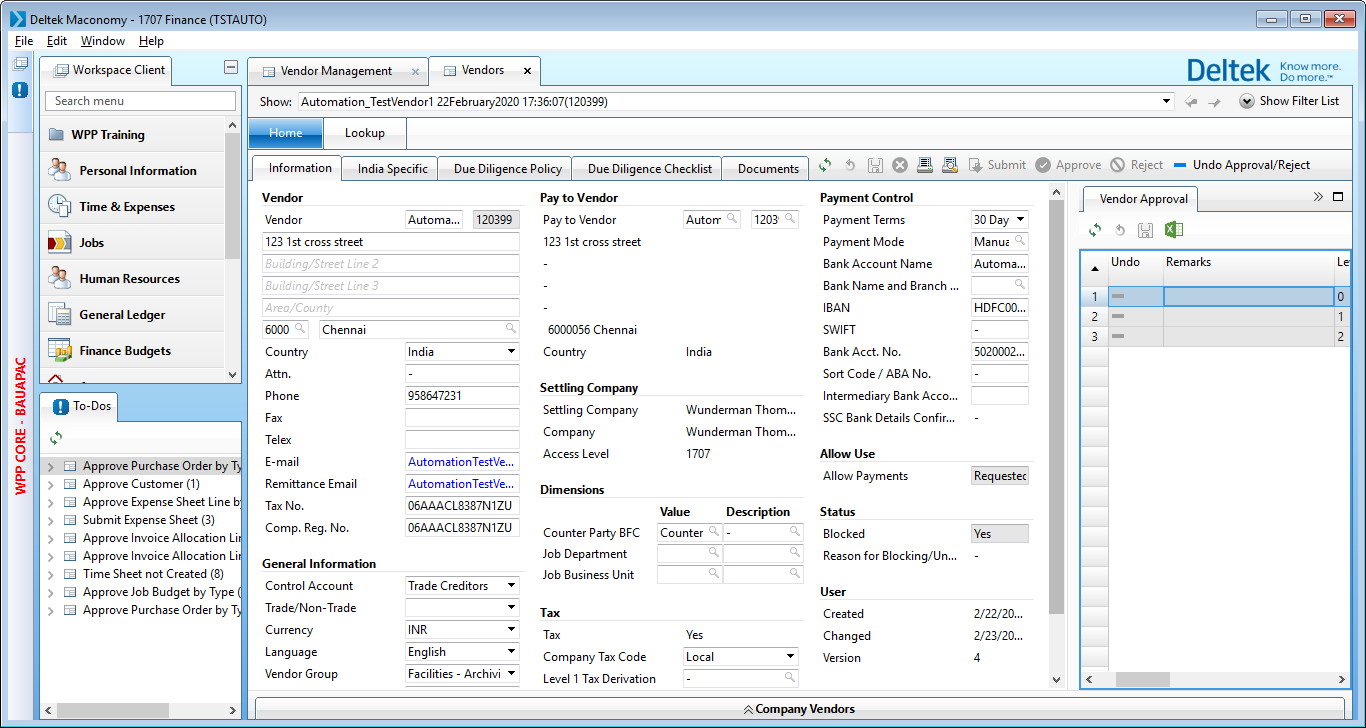 Deltek Maconomy - 1707 Finance (TSTAUTO)
File Edit Window Help
Workspace Client
Search menu
WPP Training
Personal Information
Time & Expenses
Jobs
Human Resources
General Ledger
Finance Budgets
WPP CORE - BAUAPAC
To-Dos
Approve Purchase Order by Ty
Approve Customer (1)
Approve Expense Sheet Line by
Submit Expense Sheet (3)
Approve Invoice Allocation Lin
Approve Invoice Allocation Lin
Time Sheet not Created (8)
Approve Job Budget by Type (
Approve Purchase Order by Ty
Vendor Management Vendors
Deltek Know more. Do more.™
Show: Automation_TestVendor1 22February2020 17:36:07(120399) Show Filter List
Home Lookup
Information India Specific Due Diligence Policy Due Diligence Checklist Documents Submit Approve Reject Undo Approval/Reject
Vendor
Vendor Automa... 120399
123 1st cross street
Building/Street Line 2
Building/Street Line 3
Area/County
6000 Chennai
Country India
Attn. -
Phone 958647231
Fax
Telex
E-mail AutomationTestVe...
Remittance Email AutomationTestVe...
Tax No. 06AAACL8387N1ZU
Comp. Reg. No. 06AAACL8387N1ZU
General Information
Control Account Trade Creditors
Trade/Non-Trade
Currency INR
Language English
Vendor Group Facilities - Archivi
Pay to Vendor
Pay to Vendor Autom 1203
123 1st cross street
-
-
-
6000056 Chennai
Country India
Settling Company
Settling Company Wunderman Thom...
Company Wunderman Thom...
Access Level 1707
Dimensions
Value Description
Counter Party BFC Counter -
Job Department
Job Business Unit
Tax
Tax Yes
Company Tax Code Local
Level 1 Tax Derivation -
Payment Control
Payment Terms 30 Day
Payment Mode Manua
Bank Account Name Automa...
Bank Name and Branch ...
IBAN HDFC00...
SWIFT -
Bank Acct. No. 5020002...
Sort Code / ABA No. -
Intermediary Bank Acco...
SSC Bank Details Confir... -
Allow Use
Allow Payments Requested
Status
Blocked Yes
Reason for Blocking/Un... -
User
Created 2/22/20...
Changed 2/23/20...
Version 4
Vendor Approval
Undo Remarks Le
1 0
2 1
3 2
Company Vendors